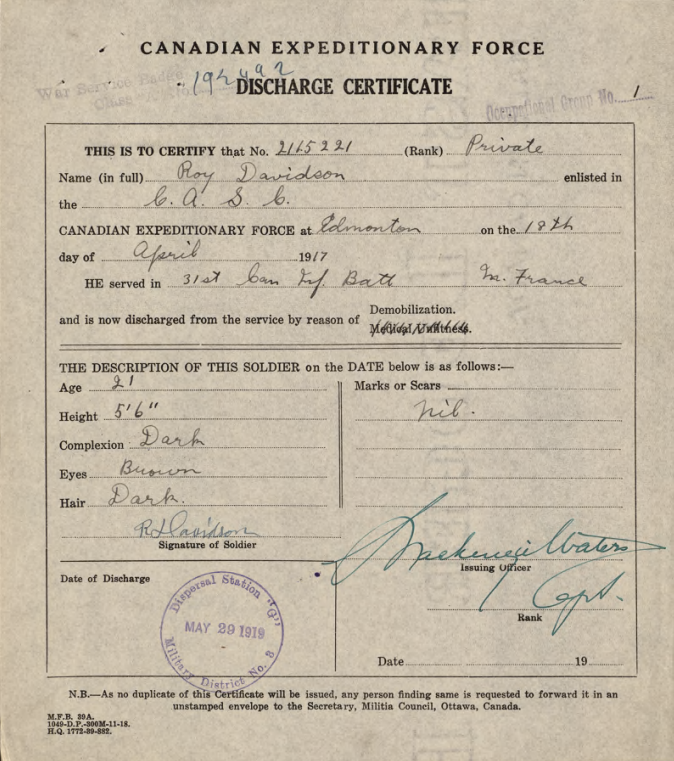 CANADIAN EXPEDITIONARY FORCE
War Service Badge
Class
DISCHARGE CERTIFICATE
Occupational Group No. 1
THIS IS TO CERTIFY that No. 2115221 (Rank) Private
Name (in full) Roy Davidson enlisted in
the C. A. S. C.
CANADIAN EXPEDITIONARY FORCE at Edmonton on the 18th
day of April 1917
HE served in 31st Can Inf. Batt In. France
and is now discharged from the service by reason of Demobilization.
Medical Unfitness.
THE DESCRIPTION OF THIS SOLDIER on the DATE below is as follows:—
Age 21
Height 5'6"
Complexion Dark
Eyes Brown
Hair Dark.
Signature of Soldier
R Davidson
Marks or Scars
Nil.
Mackenzie Waters
Issuing Officer
Capt.
Rank
Date of Discharge
Dispersal Station "G"
MAY 29 1919
Military District No. 3
Date 19
N.B.—As no duplicate of this Certificate will be issued, any person finding same is requested to forward it in an
unstamped envelope to the Secretary, Militia Council, Ottawa, Canada.
M.F.B. 39A.
1049-D.P.-300M-11-18.
H.Q. 1772-39-882.